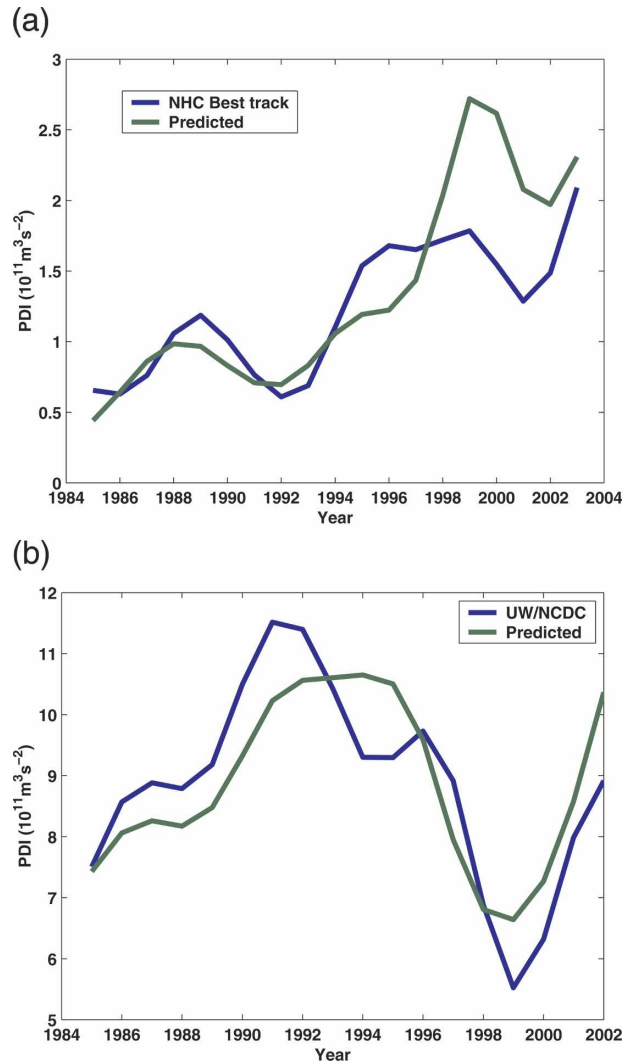 (a)
3
2.5
2
1.5
1
0.5
0
PDI (10¹¹m³s⁻²)
NHC Best track
Predicted
1984 1986 1988 1990 1992 1994 1996 1998 2000 2002 2004
Year
(b)
12
11
10
9
8
7
6
5
PDI (10¹¹m³s⁻²)
UW/NCDC
Predicted
1984 1986 1988 1990 1992 1994 1996 1998 2000 2002
Year